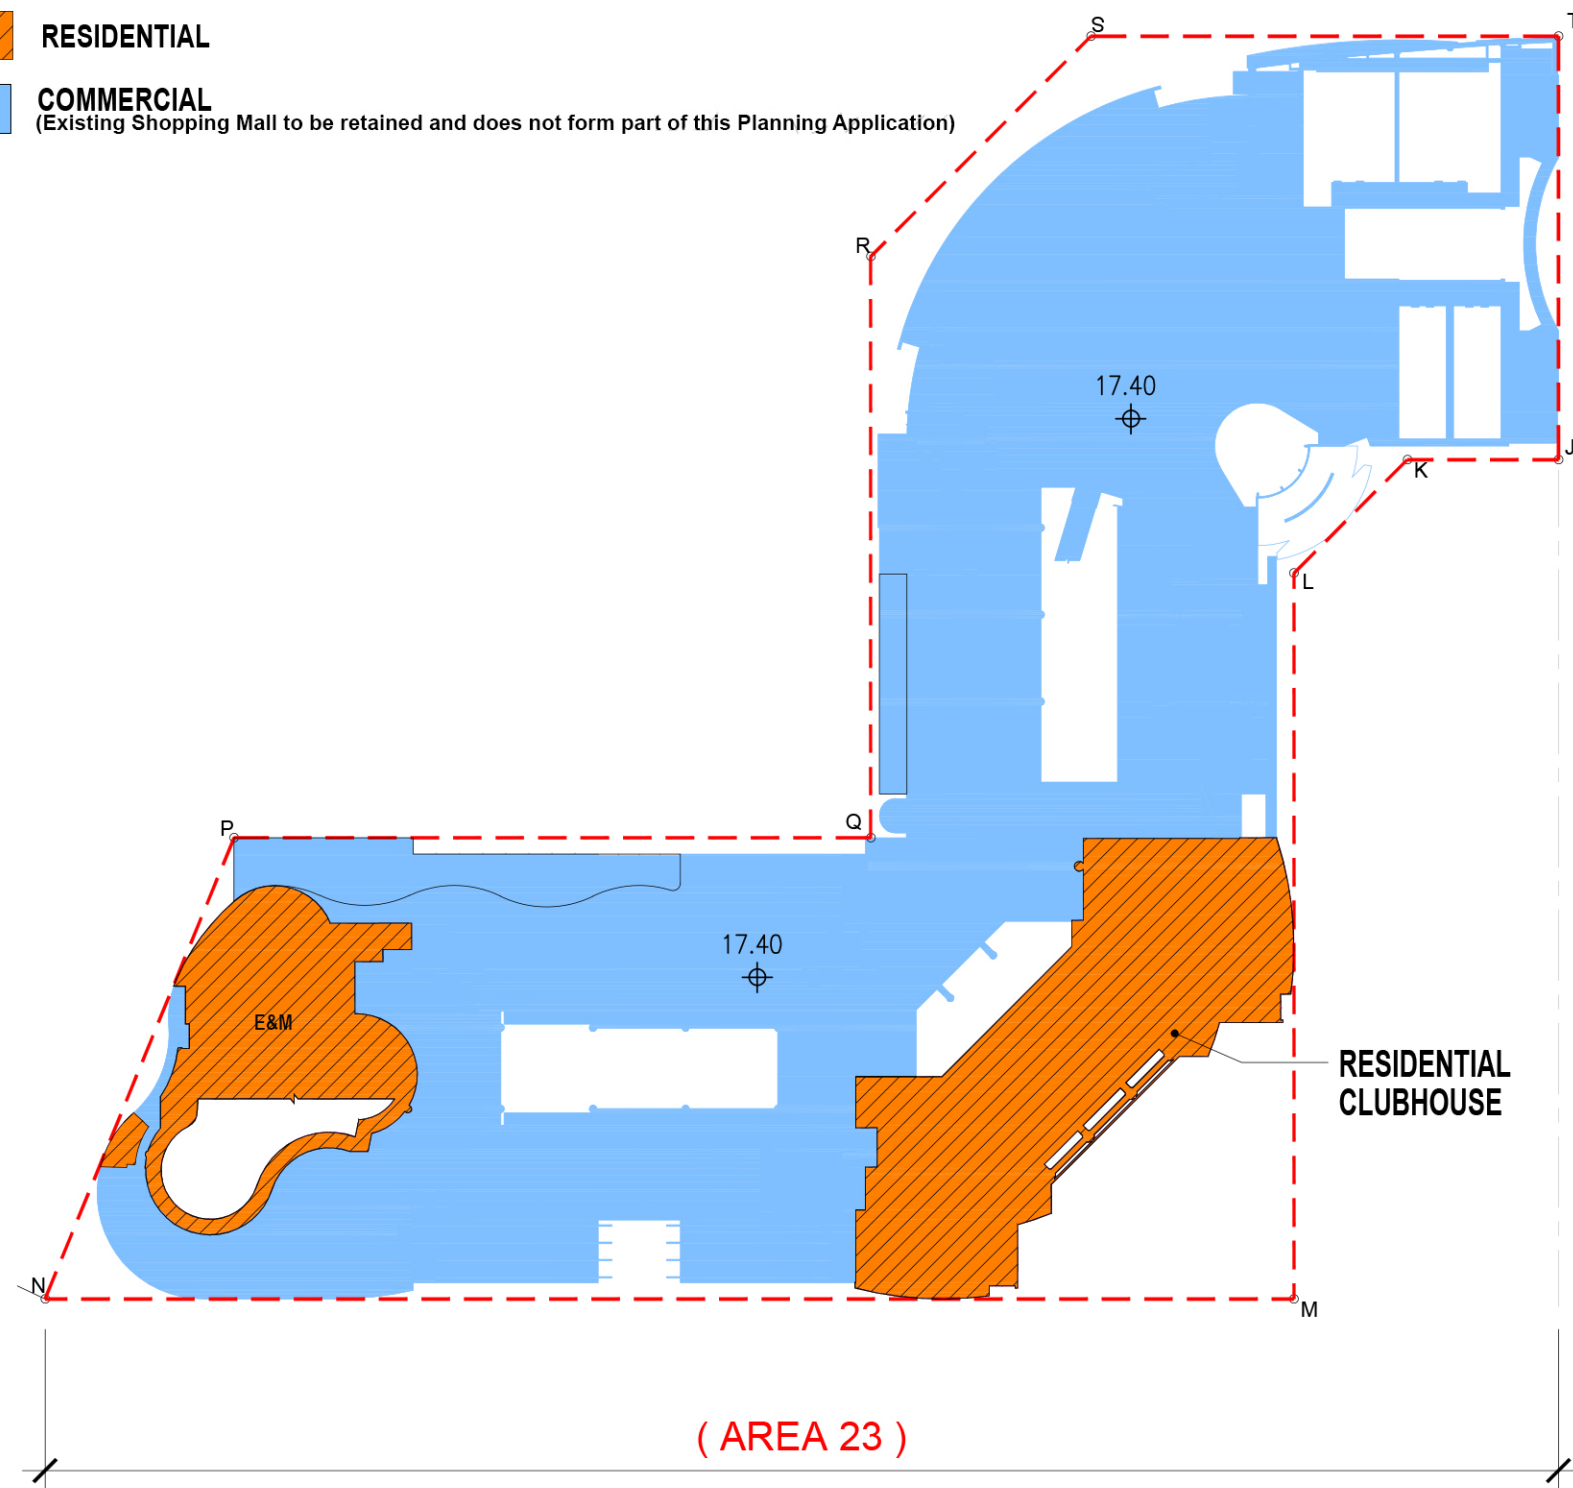 RESIDENTIAL
COMMERCIAL
(Existing Shopping Mall to be retained and does not form part of this Planning Application)
S
T
R
17.40
J
K
L
P
Q
17.40
E&M
RESIDENTIAL
CLUBHOUSE
N
M
( AREA 23 )